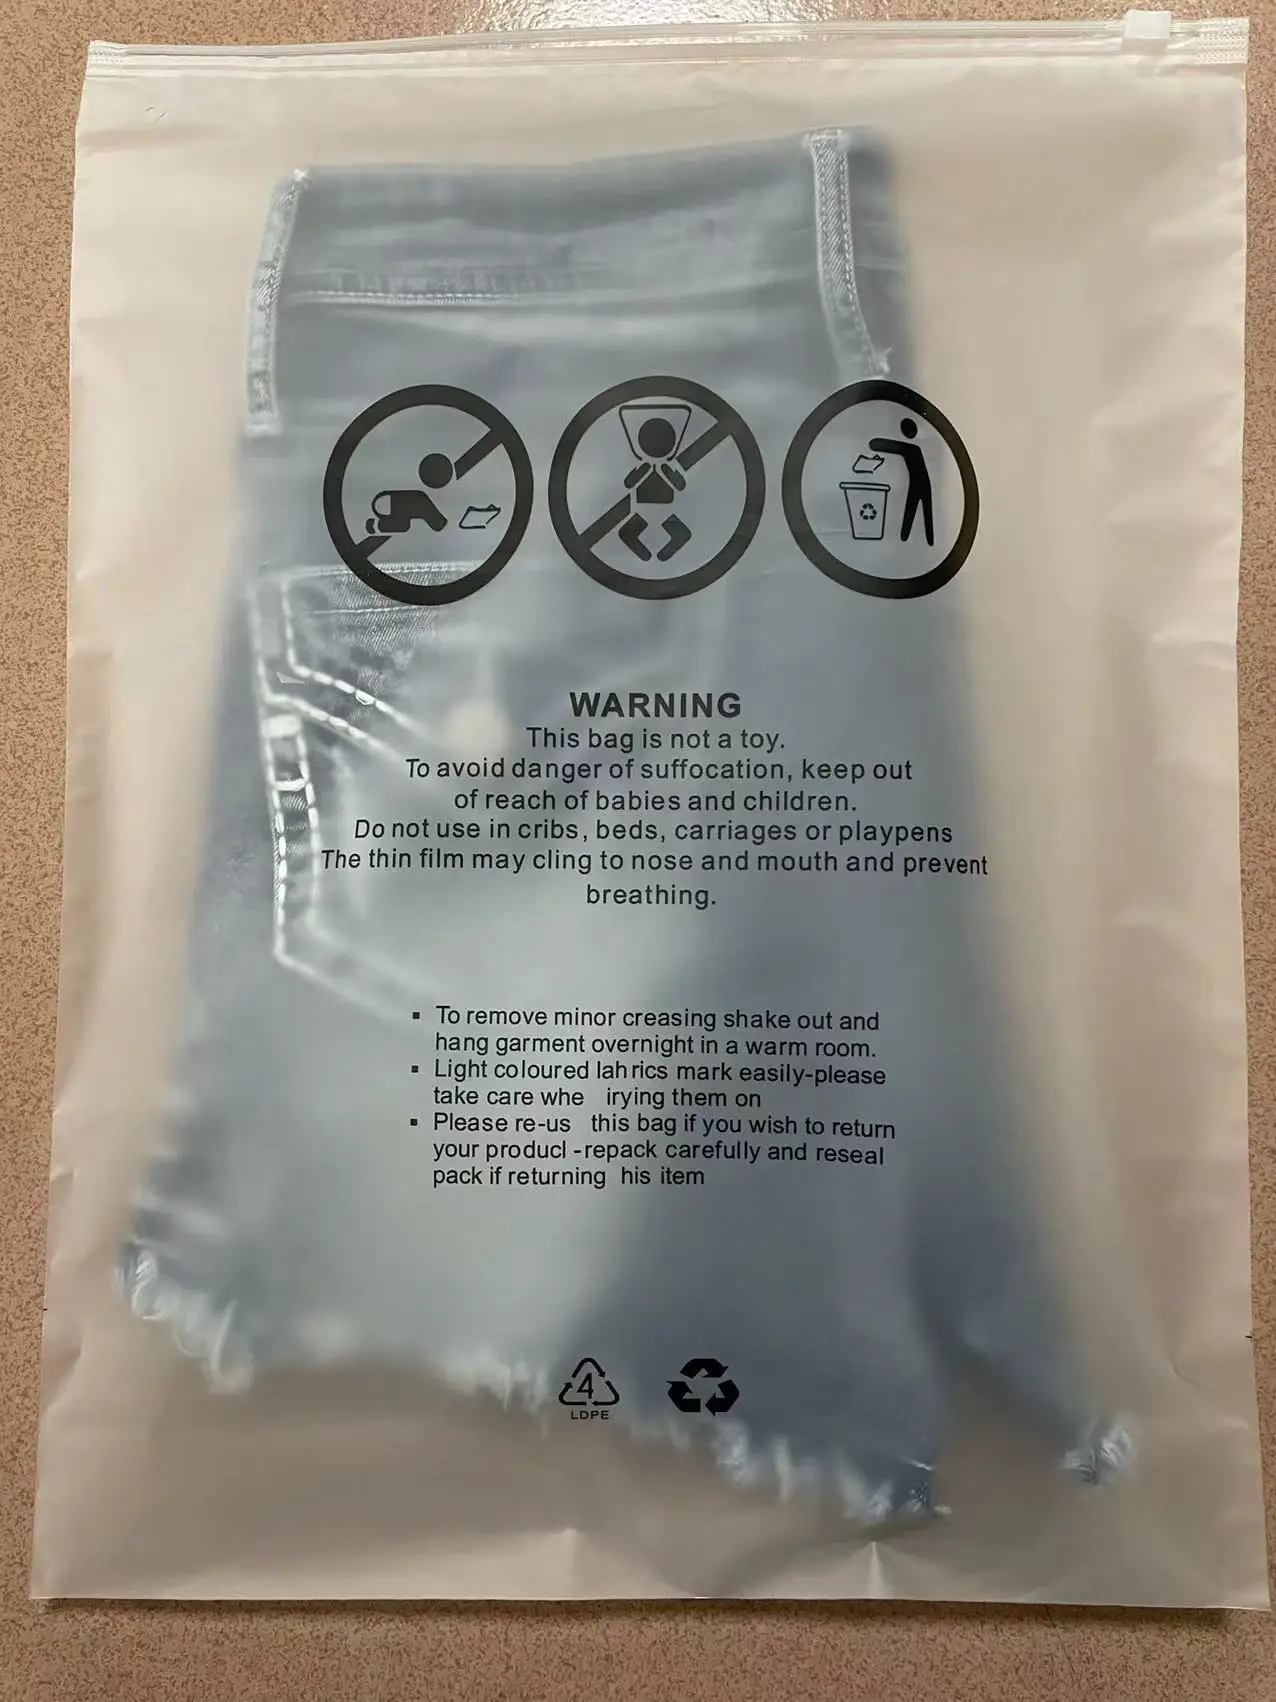 WARNING
This bag is not a toy.
To avoid danger of suffocation, keep out
of reach of babies and children.
Do not use in cribs, beds, carriages or playpens
The thin film may cling to nose and mouth and prevent
breathing.
▪ To remove minor creasing shake out and
hang garment overnight in a warm room.
▪ Light coloured lah rics mark easily-please
take care whe irying them on
▪ Please re-us this bag if you wish to return
your producl -repack carefully and reseal
pack if returning his item
4
LDPE